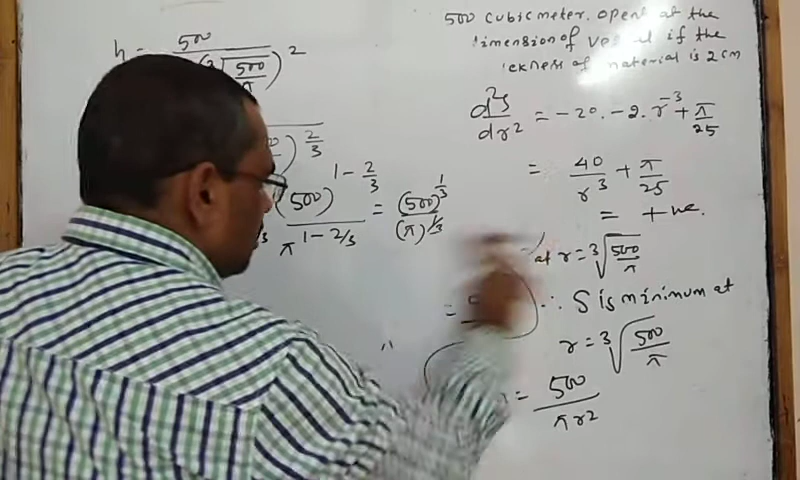 500 cubic meter. Open at the
dimension of vessel if the
ickness of material is 2 cm
h = 500 / (∛(500/π))²
) 2/3
(500)^(1 - 2/3) / π^(1 - 2/3) = (500)^(1/3) / (π)^(1/3)
=
d²s/dr² = -20 . -2 . r⁻³ + π/25
= 40/r³ + π/25
= +ve.
at r = ∛(500/π)
∴ S is minimum at
r = ∛(500/π)
= 500/πr²